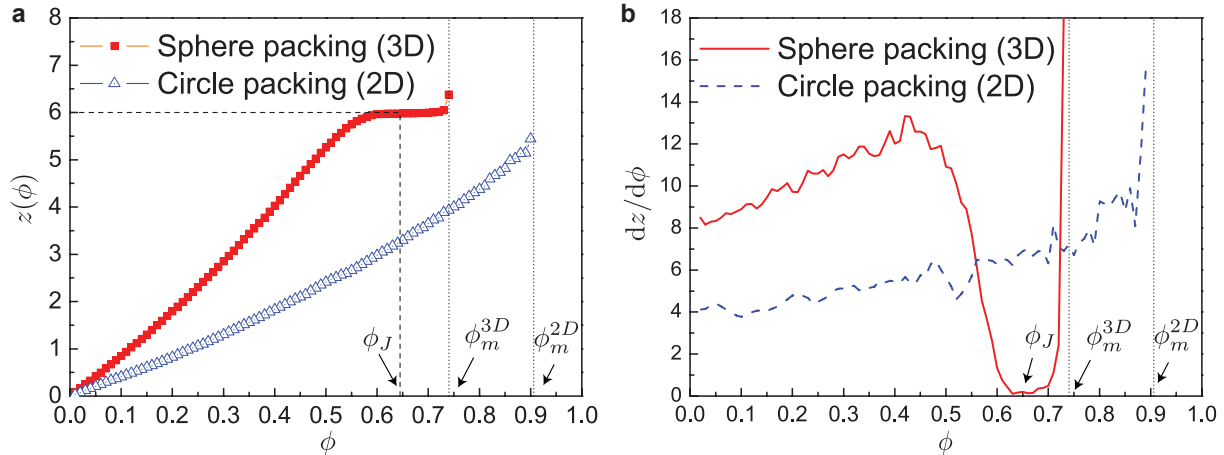 a
8
7
6
5
4
3
2
1
0
z(ϕ)
Sphere packing (3D)
Circle packing (2D)
ϕ_J
ϕ_m^{3D}
ϕ_m^{2D}
0.0 0.1 0.2 0.3 0.4 0.5 0.6 0.7 0.8 0.9 1.0
ϕ
b
18
16
14
12
10
8
6
4
2
0
dz/dϕ
Sphere packing (3D)
Circle packing (2D)
ϕ_J
ϕ_m^{3D}
ϕ_m^{2D}
0.0 0.1 0.2 0.3 0.4 0.5 0.6 0.7 0.8 0.9 1.0
ϕ